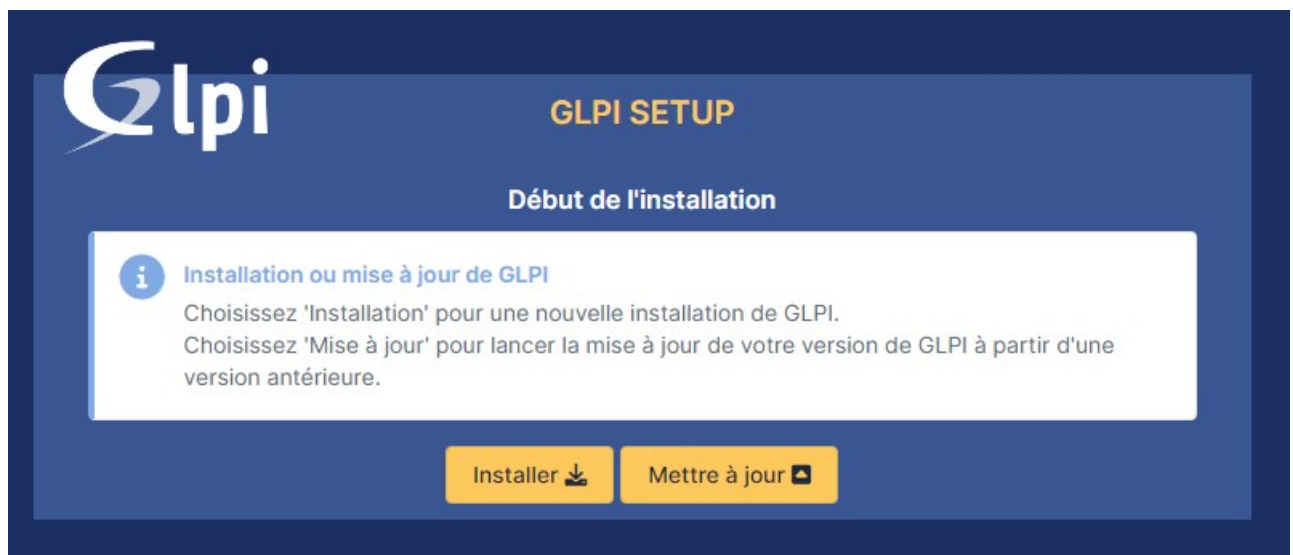 Glpi
GLPI SETUP
Début de l'installation
Installation ou mise à jour de GLPI
Choisissez 'Installation' pour une nouvelle installation de GLPI.
Choisissez 'Mise à jour' pour lancer la mise à jour de votre version de GLPI à partir d'une
version antérieure.
Installer
Mettre à jour